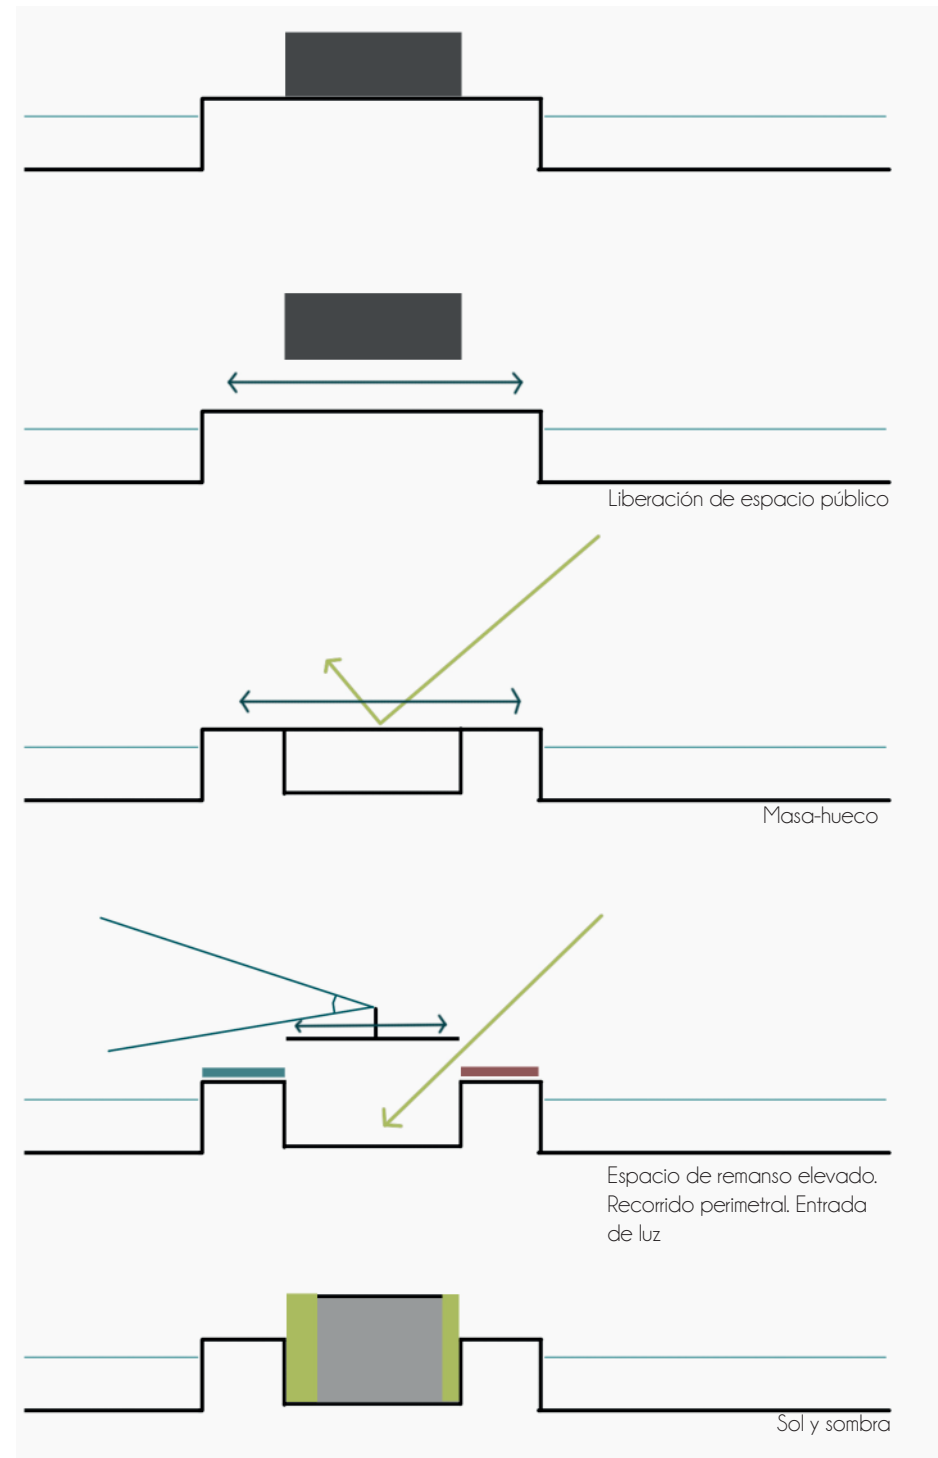 Liberación de espacio público
Masa-hueco
Espacio de remanso elevado.
Recorrido perimetral. Entrada
de luz
Sol y sombra